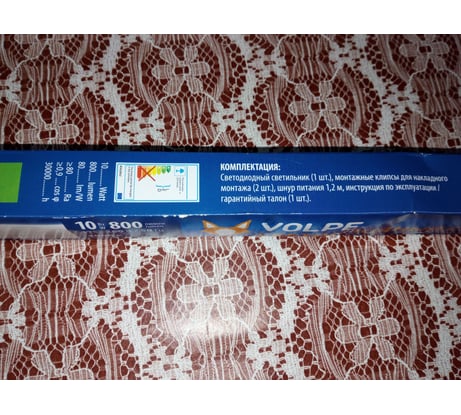 КОМПЛЕКТАЦИЯ:
Светодиодный светильник (1 шт.), монтажные клипсы для накладного
монтажа (2 шт.), шнур питания 1,2 м, инструкция по эксплуатации /
гарантийный талон (1 шт.).
10 Watt
800 lumen
80 lm/W
≥80 Ra
≥0,9 cos φ
30000 h
10 800
VOLPE